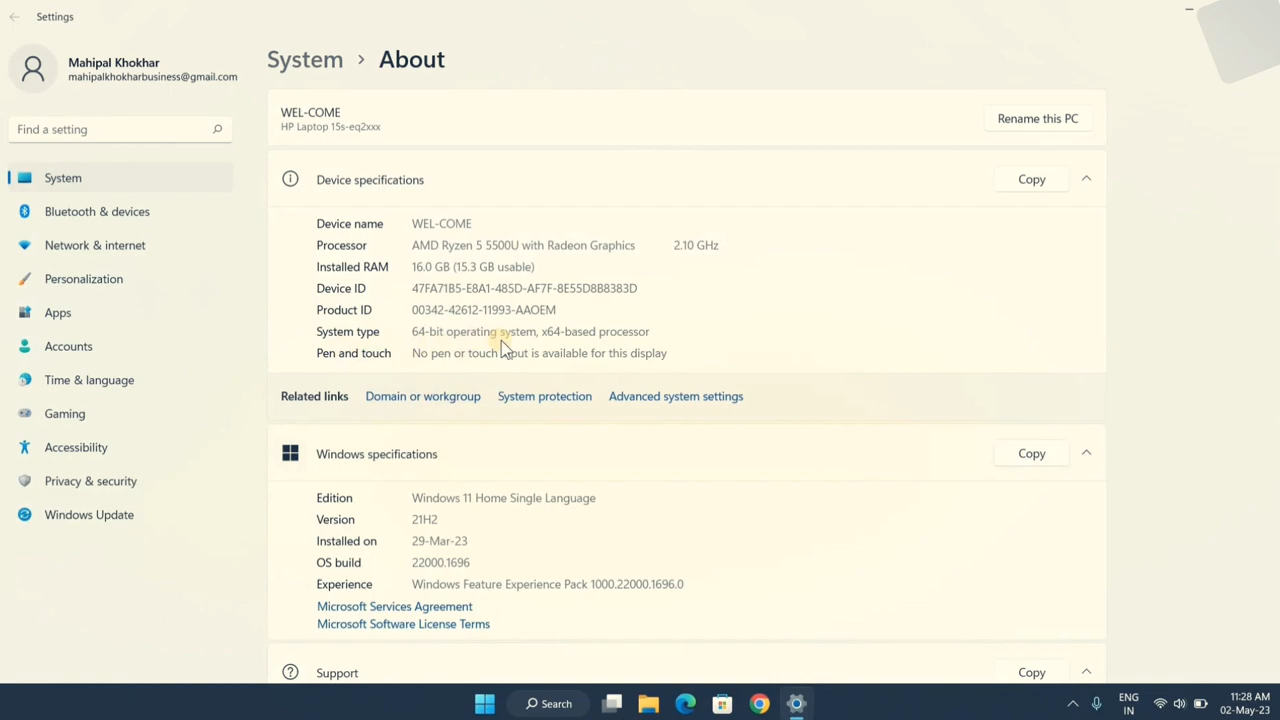 Settings
Mahipal Khokhar
mahipalkhokharbusiness@gmail.com
Find a setting
System
Bluetooth & devices
Network & internet
Personalization
Apps
Accounts
Time & language
Gaming
Accessibility
Privacy & security
Windows Update
System > About
WEL-COME
HP Laptop 15s-eq2xxx
Rename this PC
Device specifications Copy
Device name WEL-COME
Processor AMD Ryzen 5 5500U with Radeon Graphics 2.10 GHz
Installed RAM 16.0 GB (15.3 GB usable)
Device ID 47FA71B5-E8A1-485D-AF7F-8E55D8B8383D
Product ID 00342-42612-11993-AAOEM
System type 64-bit operating system, x64-based processor
Pen and touch No pen or touch input is available for this display
Related links Domain or workgroup System protection Advanced system settings
Windows specifications Copy
Edition Windows 11 Home Single Language
Version 21H2
Installed on 29-Mar-23
OS build 22000.1696
Experience Windows Feature Experience Pack 1000.22000.1696.0
Microsoft Services Agreement
Microsoft Software License Terms
Support Copy
Search
ENG
IN
11:28 AM
02-May-23